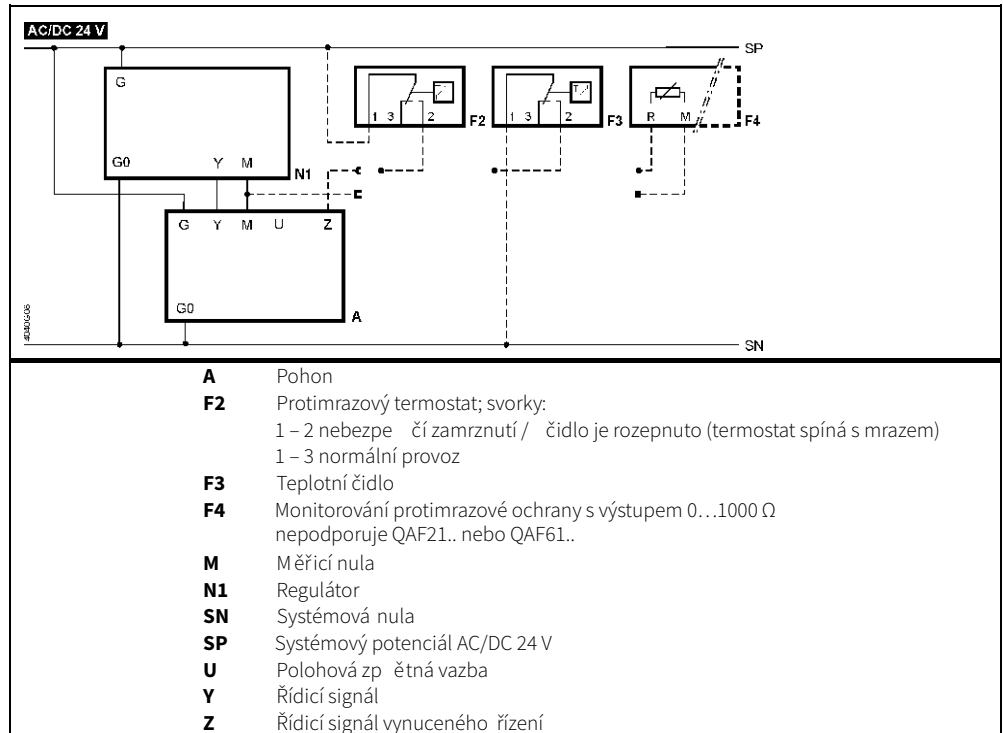 AC/DC 24 V
SP
G
1 3 2 F2
1 3 2 F3
R M F4
G0 Y M N1
G Y M U Z
G0 A
4040G06
SN
A Pohon
F2 Protimrazový termostat; svorky:
1 – 2 nebezpe čí zamrznutí / čidlo je rozepnuto (termostat spíná s mrazem)
1 – 3 normální provoz
F3 Teplotní čidlo
F4 Monitorování protimrazové ochrany s výstupem 0…1000 Ω
nepodporuje QAF21.. nebo QAF61..
M M ěřicí nula
N1 Regulátor
SN Systémová nula
SP Systémový potenciál AC/DC 24 V
U Polohová zp ětná vazba
Y Řídicí signál
Z Řídicí signál vynuceného řízení